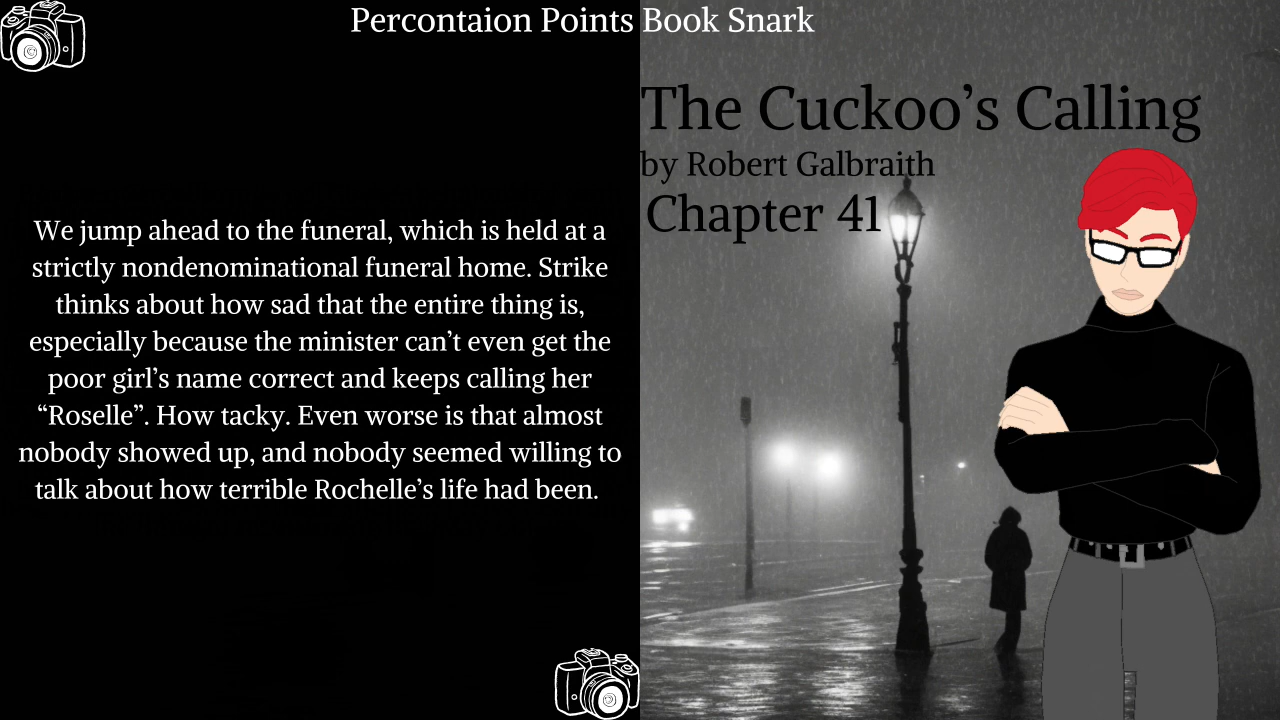 Percontaion Points Book Snark
The Cuckoo's Calling
by Robert Galbraith
Chapter 41
We jump ahead to the funeral, which is held at a
strictly nondenominational funeral home. Strike
thinks about how sad that the entire thing is,
especially because the minister can't even get the
poor girl's name correct and keeps calling her
“Roselle”. How tacky. Even worse is that almost
nobody showed up, and nobody seemed willing to
talk about how terrible Rochelle's life had been.